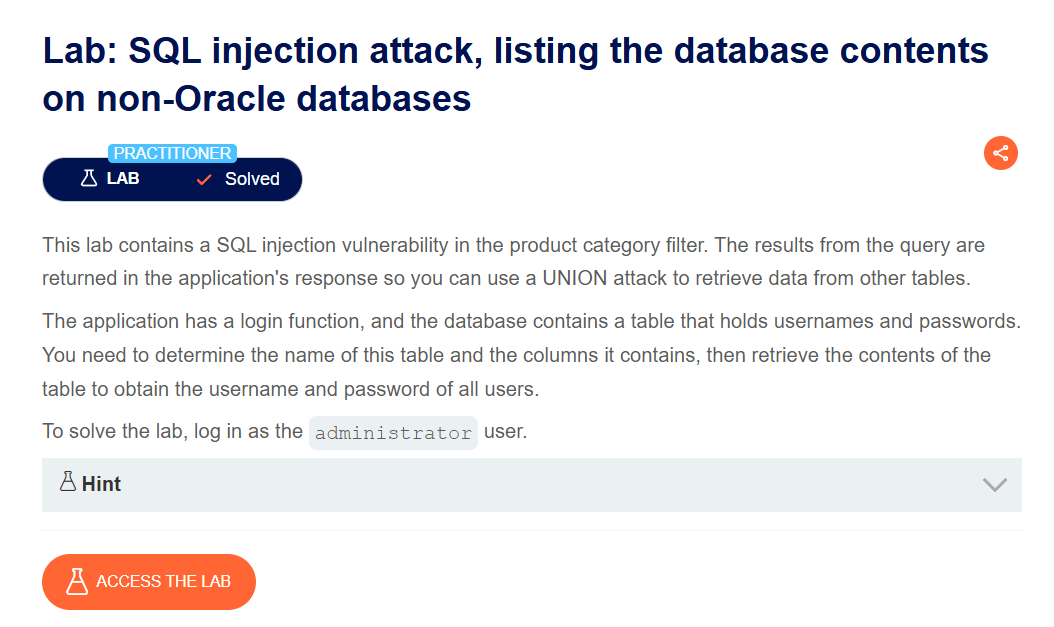 Lab: SQL injection attack, listing the database contents
on non-Oracle databases
PRACTITIONER
LAB
Solved
This lab contains a SQL injection vulnerability in the product category filter. The results from the query are
returned in the application's response so you can use a UNION attack to retrieve data from other tables.
The application has a login function, and the database contains a table that holds usernames and passwords.
You need to determine the name of this table and the columns it contains, then retrieve the contents of the
table to obtain the username and password of all users.
To solve the lab, log in as the administrator user.
Hint
ACCESS THE LAB